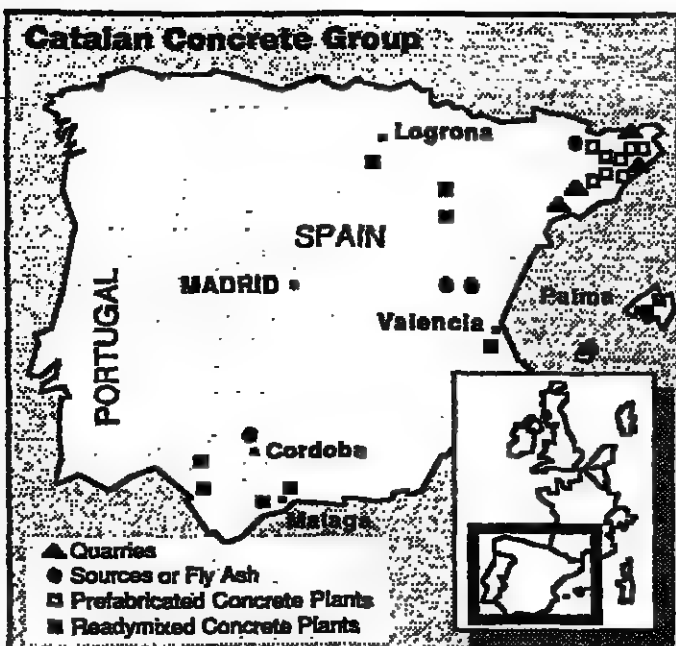 Catalan Concrete Group
Logrona
SPAIN
MADRID
PORTUGAL
Palma
Valencia
Cordoba
Malaga
Quarries
Sources or Fly Ash
Prefabricated Concrete Plants
Readymixed Concrete Plants